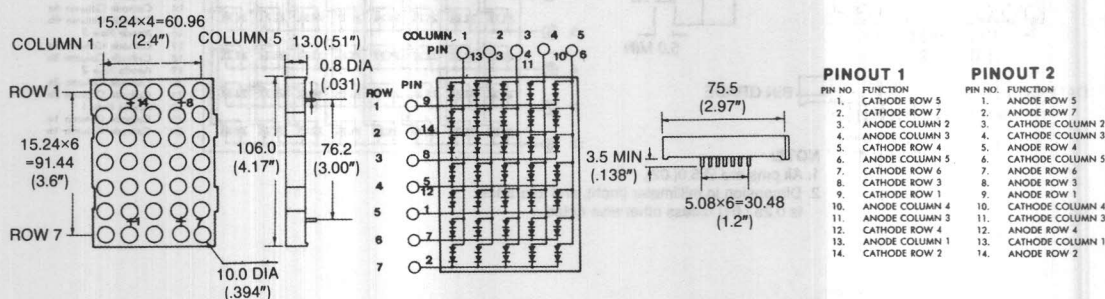 15.24×4=60.96
(2.4")
COLUMN 1
COLUMN 5
13.0(.51")
0.8 DIA
(.031)
ROW 1
14
8
15.24×6
=91.44
(3.6")
106.0
(4.17")
76.2
(3.00")
ROW 7
1
7
10.0 DIA
(.394")
COLUMN 1 2 3 4 5
PIN 13 3 4 11 10 6
ROW PIN
1 9
2 14
3 8
4 5 12
5 1
6 7
7 2
75.5
(2.97")
3.5 MIN
(.138")
5.08×6=30.48
(1.2")
PINOUT 1
PIN NO. FUNCTION
1. CATHODE ROW 5
2. CATHODE ROW 7
3. ANODE COLUMN 2
4. ANODE COLUMN 3
5. CATHODE ROW 4
6. ANODE COLUMN 5
7. CATHODE ROW 6
8. CATHODE ROW 3
9. CATHODE ROW 1
10. ANODE COLUMN 4
11. ANODE COLUMN 3
12. CATHODE ROW 4
13. ANODE COLUMN 1
14. CATHODE ROW 2
PINOUT 2
PIN NO. FUNCTION
1. ANODE ROW 5
2. ANODE ROW 7
3. CATHODE COLUMN 2
4. CATHODE COLUMN 3
5. ANODE ROW 4
6. CATHODE COLUMN 5
7. ANODE ROW 6
8. ANODE ROW 3
9. ANODE ROW 1
10. CATHODE COLUMN 4
11. CATHODE COLUMN 3
12. ANODE ROW 4
13. CATHODE COLUMN 1
14. ANODE ROW 2